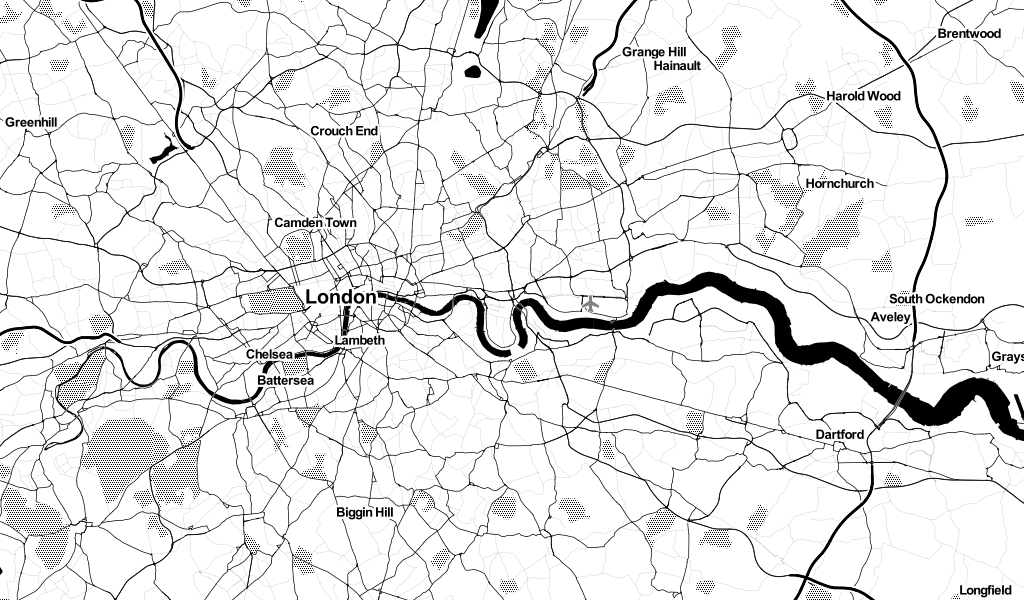 Brentwood
Grange Hill
Hainault
Harold Wood
Greenhill
Crouch End
Hornchurch
Camden Town
London
South Ockendon
Aveley
Lambeth
Chelsea
Grays
Battersea
Dartford
Biggin Hill
Longfield